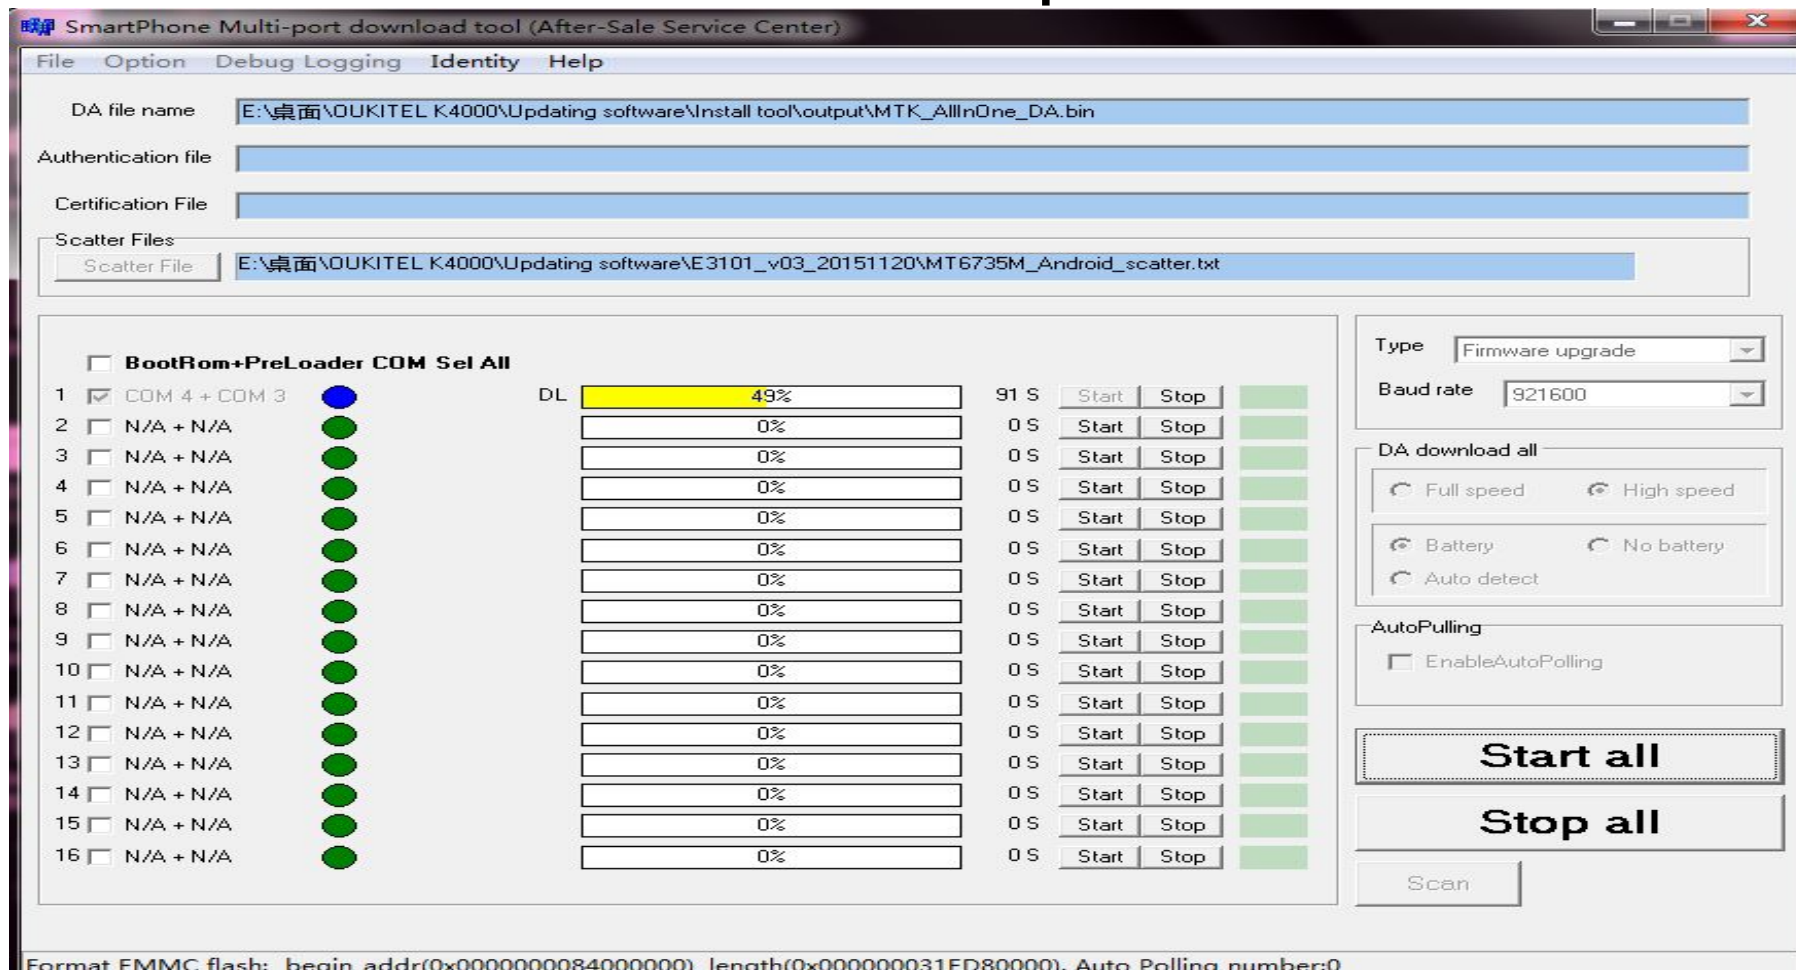 SmartPhone Multi-port download tool (After-Sale Service Center)
File Option Debug Logging Identity Help
DA file name E:\桌面\OUKITEL K4000\Updating software\Install tool\output\MTK_AllInOne_DA.bin
Authentication file
Certification File
Scatter Files
Scatter File E:\桌面\OUKITEL K4000\Updating software\E3101_v03_20151120\MT6735M_Android_scatter.txt
BootRom+PreLoader COM Sel All
1 COM 4 + COM 3 DL 49% 91 S Start Stop
2 N/A + N/A 0% 0 S Start Stop
3 N/A + N/A 0% 0 S Start Stop
4 N/A + N/A 0% 0 S Start Stop
5 N/A + N/A 0% 0 S Start Stop
6 N/A + N/A 0% 0 S Start Stop
7 N/A + N/A 0% 0 S Start Stop
8 N/A + N/A 0% 0 S Start Stop
9 N/A + N/A 0% 0 S Start Stop
10 N/A + N/A 0% 0 S Start Stop
11 N/A + N/A 0% 0 S Start Stop
12 N/A + N/A 0% 0 S Start Stop
13 N/A + N/A 0% 0 S Start Stop
14 N/A + N/A 0% 0 S Start Stop
15 N/A + N/A 0% 0 S Start Stop
16 N/A + N/A 0% 0 S Start Stop
Type Firmware upgrade
Baud rate 921600
DA download all
Full speed High speed
Battery No battery
Auto detect
AutoPulling
EnableAutoPolling
Start all
Stop all
Scan
Format EMMC flash: begin addr(0x0000000084000000), length(0x000000031ED80000). Auto Polling number:0